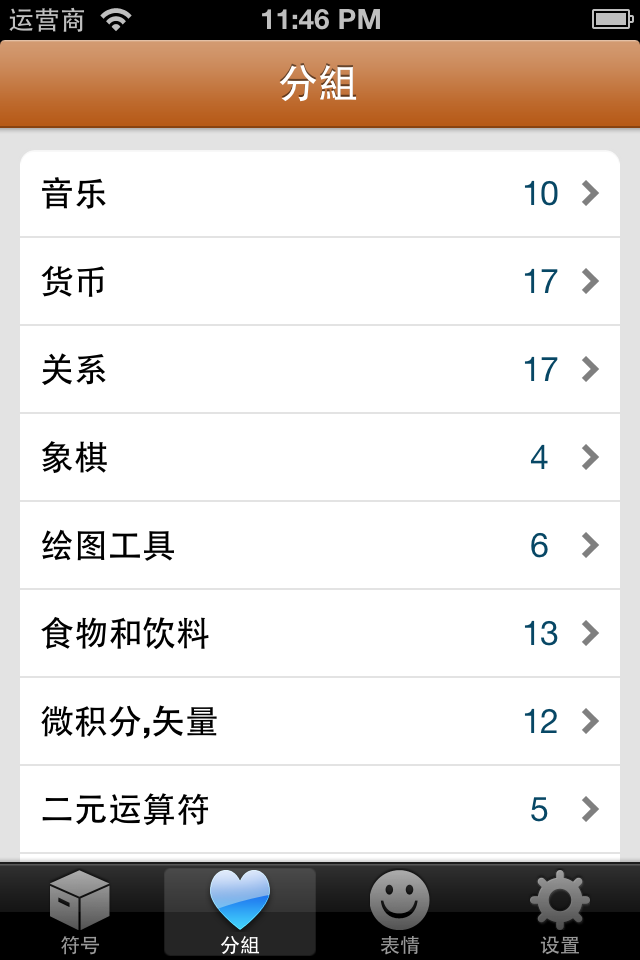 运营商 11:46 PM
分組
音乐 10
货币 17
关系 17
象棋 4
绘图工具 6
食物和饮料 13
微积分,矢量 12
二元运算符 5
符号 分組 表情 设置